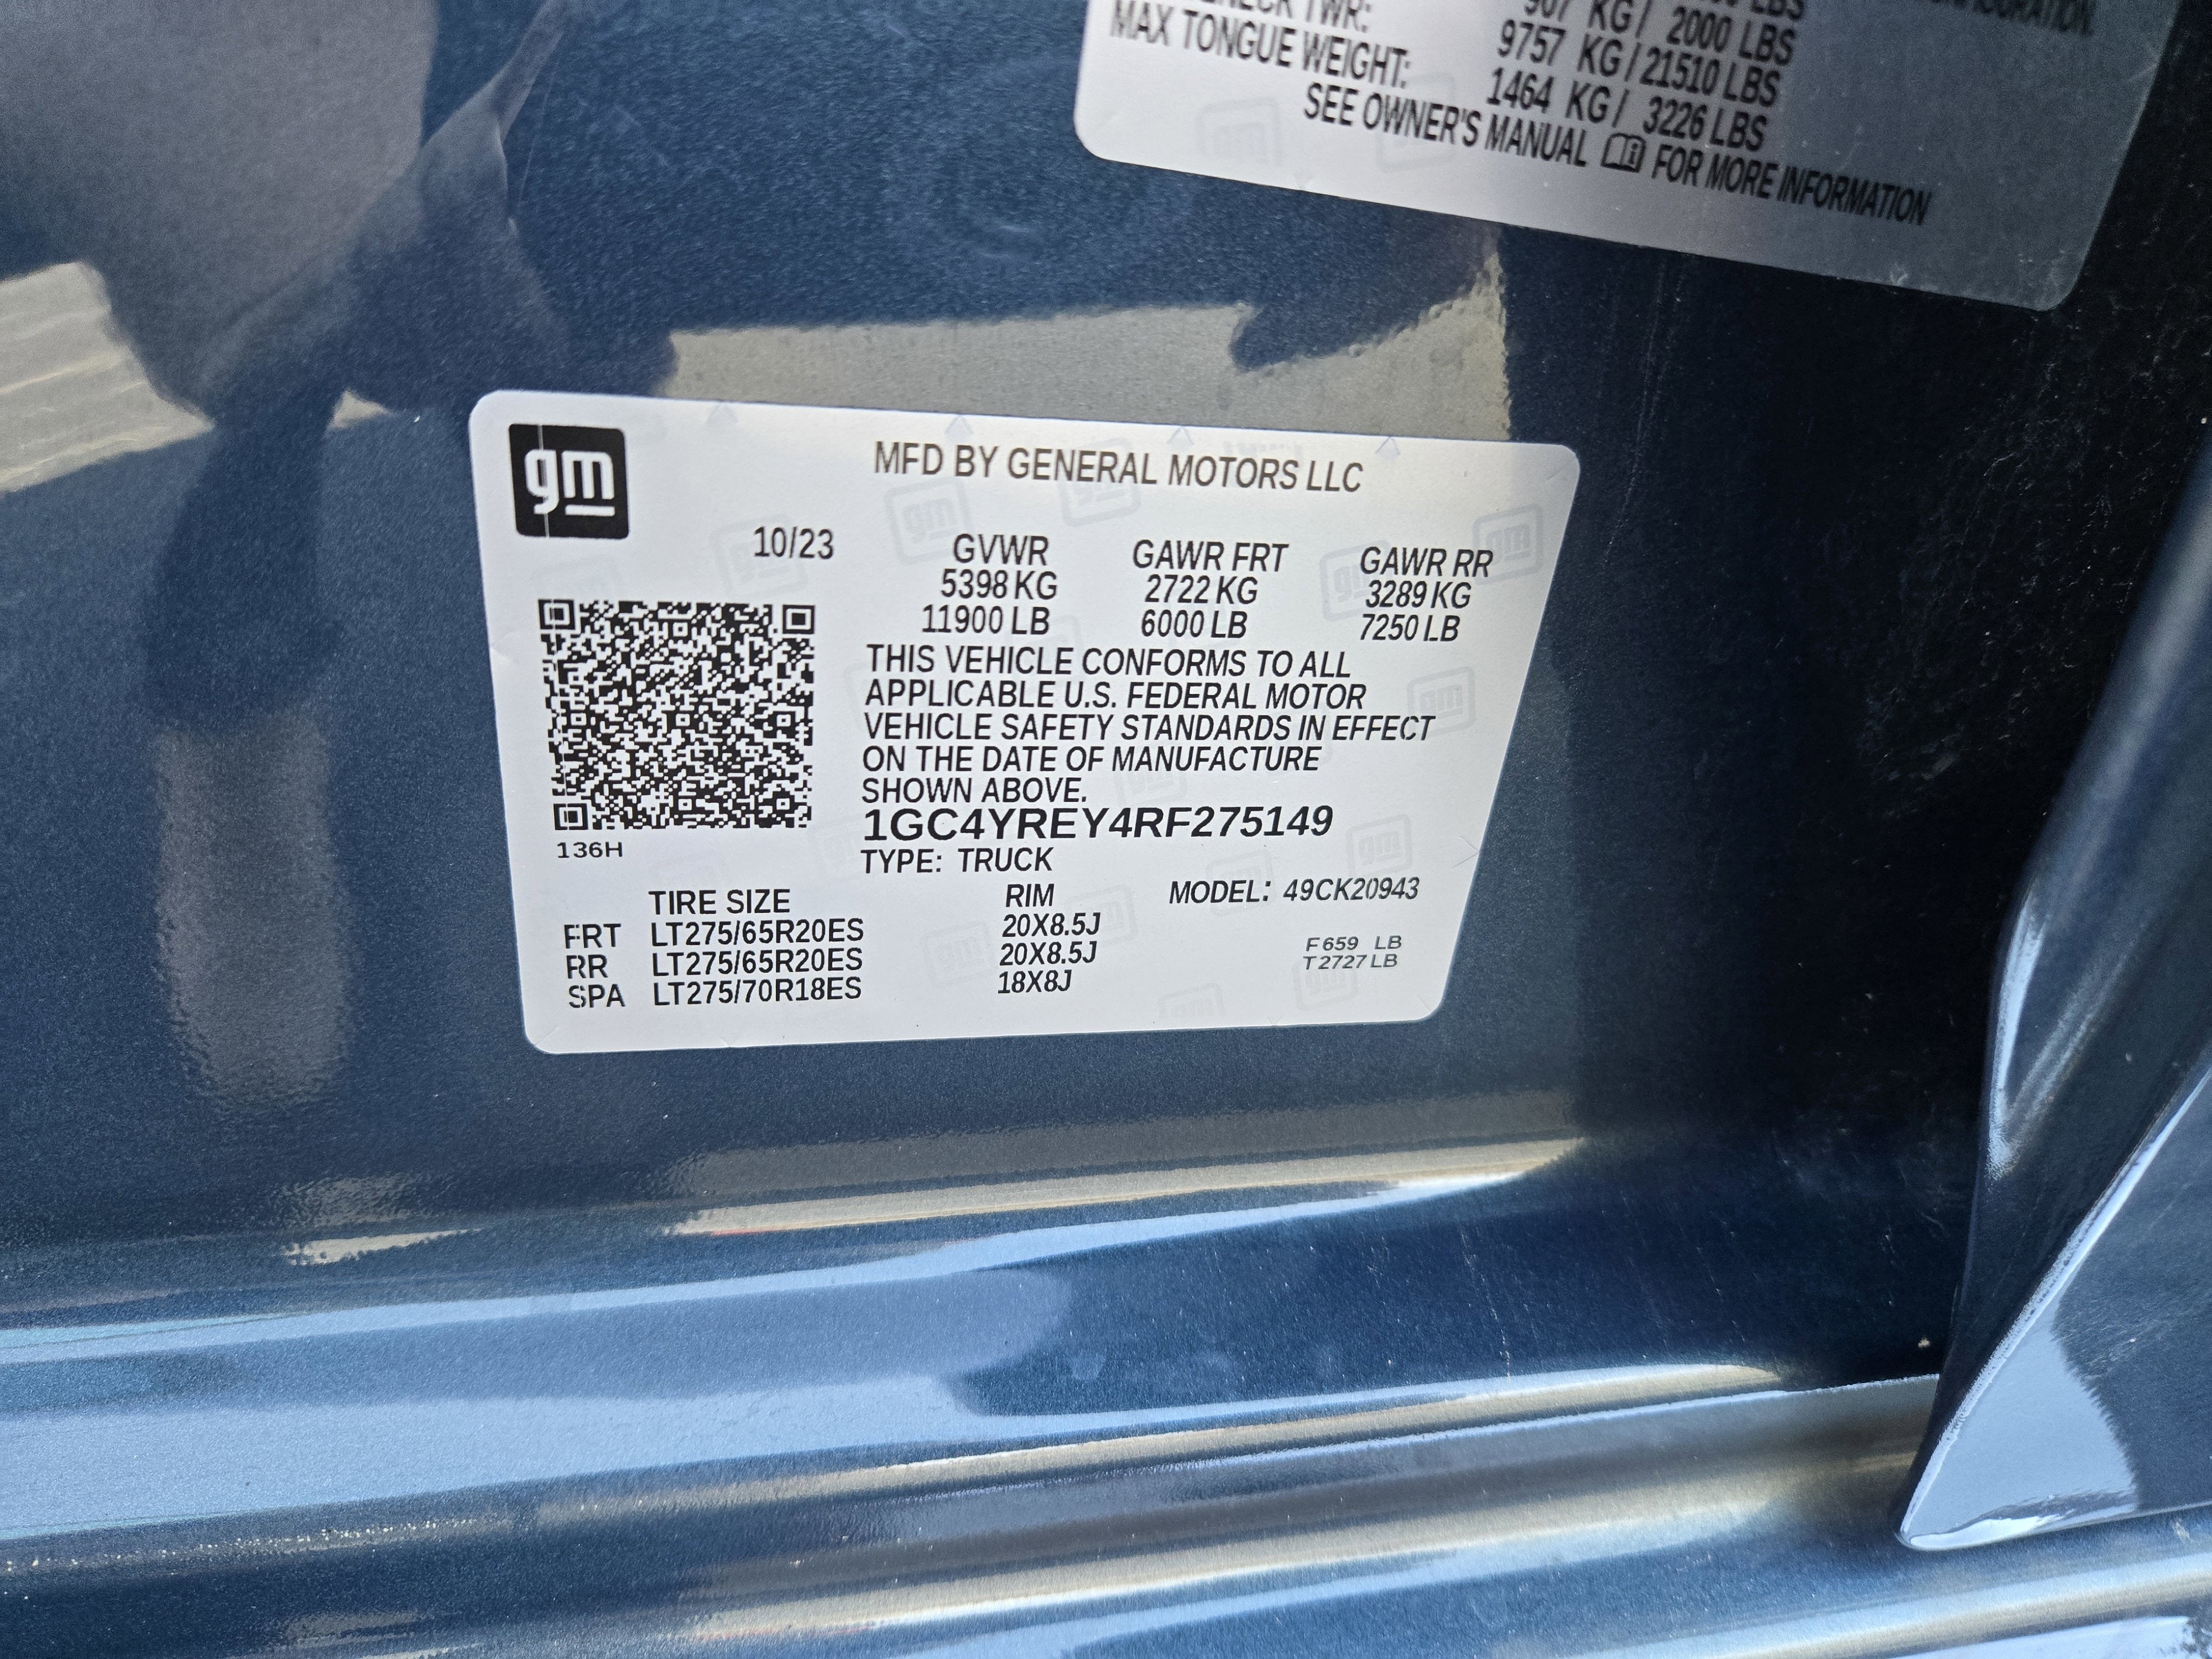 TWR:
907 KG / 2000 LBS
9757 KG / 21510 LBS
MAX TONGUE WEIGHT: 1464 KG / 3226 LBS
SEE OWNER'S MANUAL FOR MORE INFORMATION
gm
MFD BY GENERAL MOTORS LLC
10/23
GVWR GAWR FRT GAWR RR
5398 KG 2722 KG 3289 KG
11900 LB 6000 LB 7250 LB
THIS VEHICLE CONFORMS TO ALL
APPLICABLE U.S. FEDERAL MOTOR
VEHICLE SAFETY STANDARDS IN EFFECT
ON THE DATE OF MANUFACTURE
SHOWN ABOVE.
1GC4YREY4RF275149
136H
TYPE: TRUCK
MODEL: 49CK20943
TIRE SIZE RIM
FRT LT275/65R20ES 20X8.5J
RR LT275/65R20ES 20X8.5J
SPA LT275/70R18ES 18X8J
F 659 LB
T 2727 LB